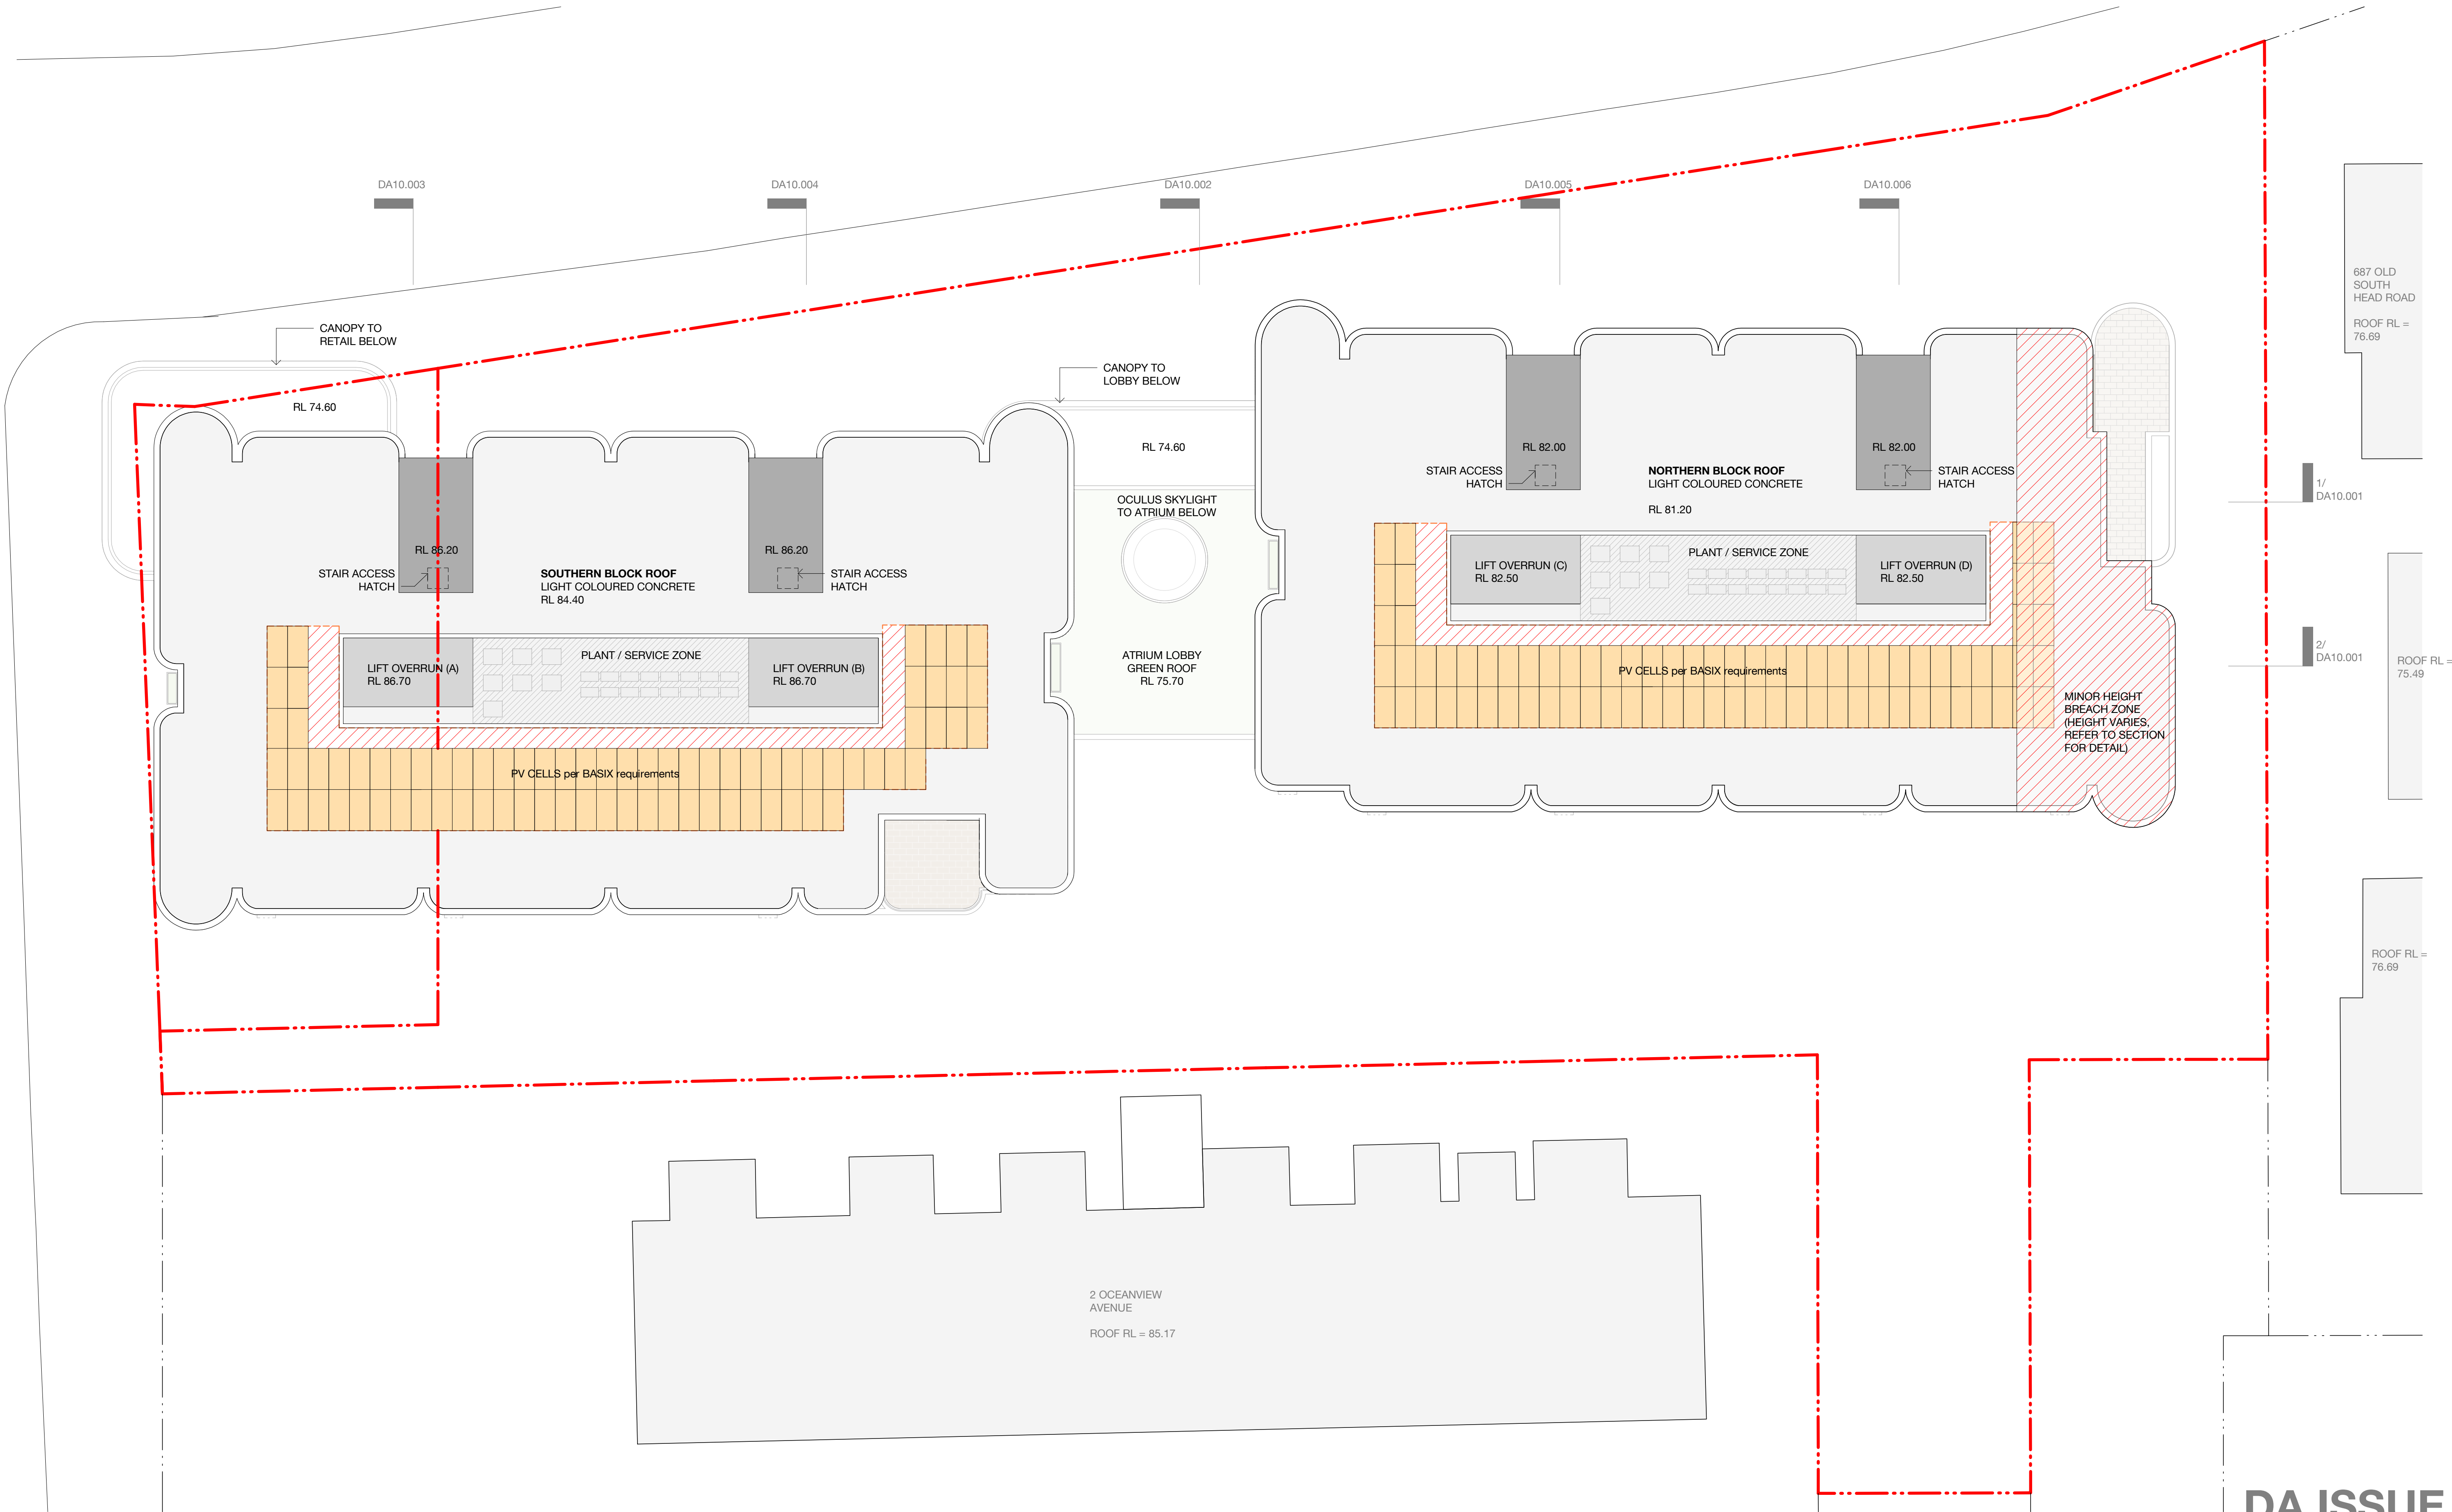 DA10.003
DA10.004
DA10.002
DA10.005
DA10.006
687 OLD
SOUTH
HEAD ROAD
ROOF RL =
76.69
CANOPY TO
RETAIL BELOW
RL 74.60
CANOPY TO
LOBBY BELOW
RL 74.60
OCULUS SKYLIGHT
TO ATRIUM BELOW
ATRIUM LOBBY
GREEN ROOF
RL 75.70
RL 86.20
STAIR ACCESS
HATCH
SOUTHERN BLOCK ROOF
LIGHT COLOURED CONCRETE
RL 84.40
RL 86.20
STAIR ACCESS
HATCH
LIFT OVERRUN (A)
RL 86.70
PLANT / SERVICE ZONE
LIFT OVERRUN (B)
RL 86.70
PV CELLS per BASIX requirements
RL 82.00
STAIR ACCESS
HATCH
NORTHERN BLOCK ROOF
LIGHT COLOURED CONCRETE
RL 81.20
RL 82.00
STAIR ACCESS
HATCH
LIFT OVERRUN (C)
RL 82.50
PLANT / SERVICE ZONE
LIFT OVERRUN (D)
RL 82.50
PV CELLS per BASIX requirements
MINOR HEIGHT
BREACH ZONE
(HEIGHT VARIES,
REFER TO SECTION
FOR DETAIL)
1/
DA10.001
2/
DA10.001
ROOF RL =
75.49
ROOF RL =
76.69
2 OCEANVIEW
AVENUE
ROOF RL = 85.17
DA ISSUE